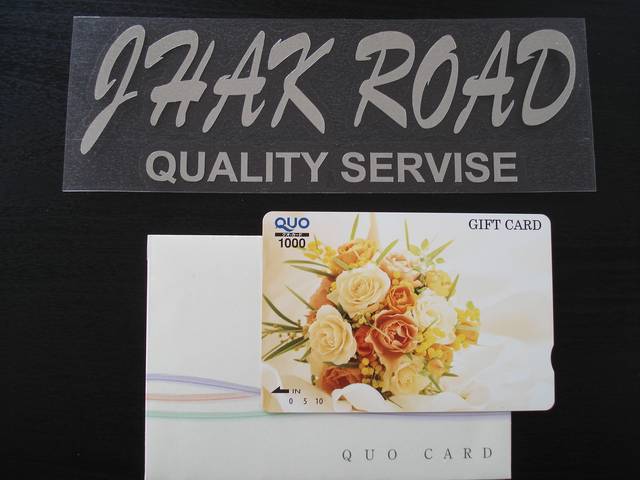 JHAK ROAD
QUALITY SERVISE
QUO
クオ・カード
1000
GIFT CARD
IN
0 5 10
QUO CARD